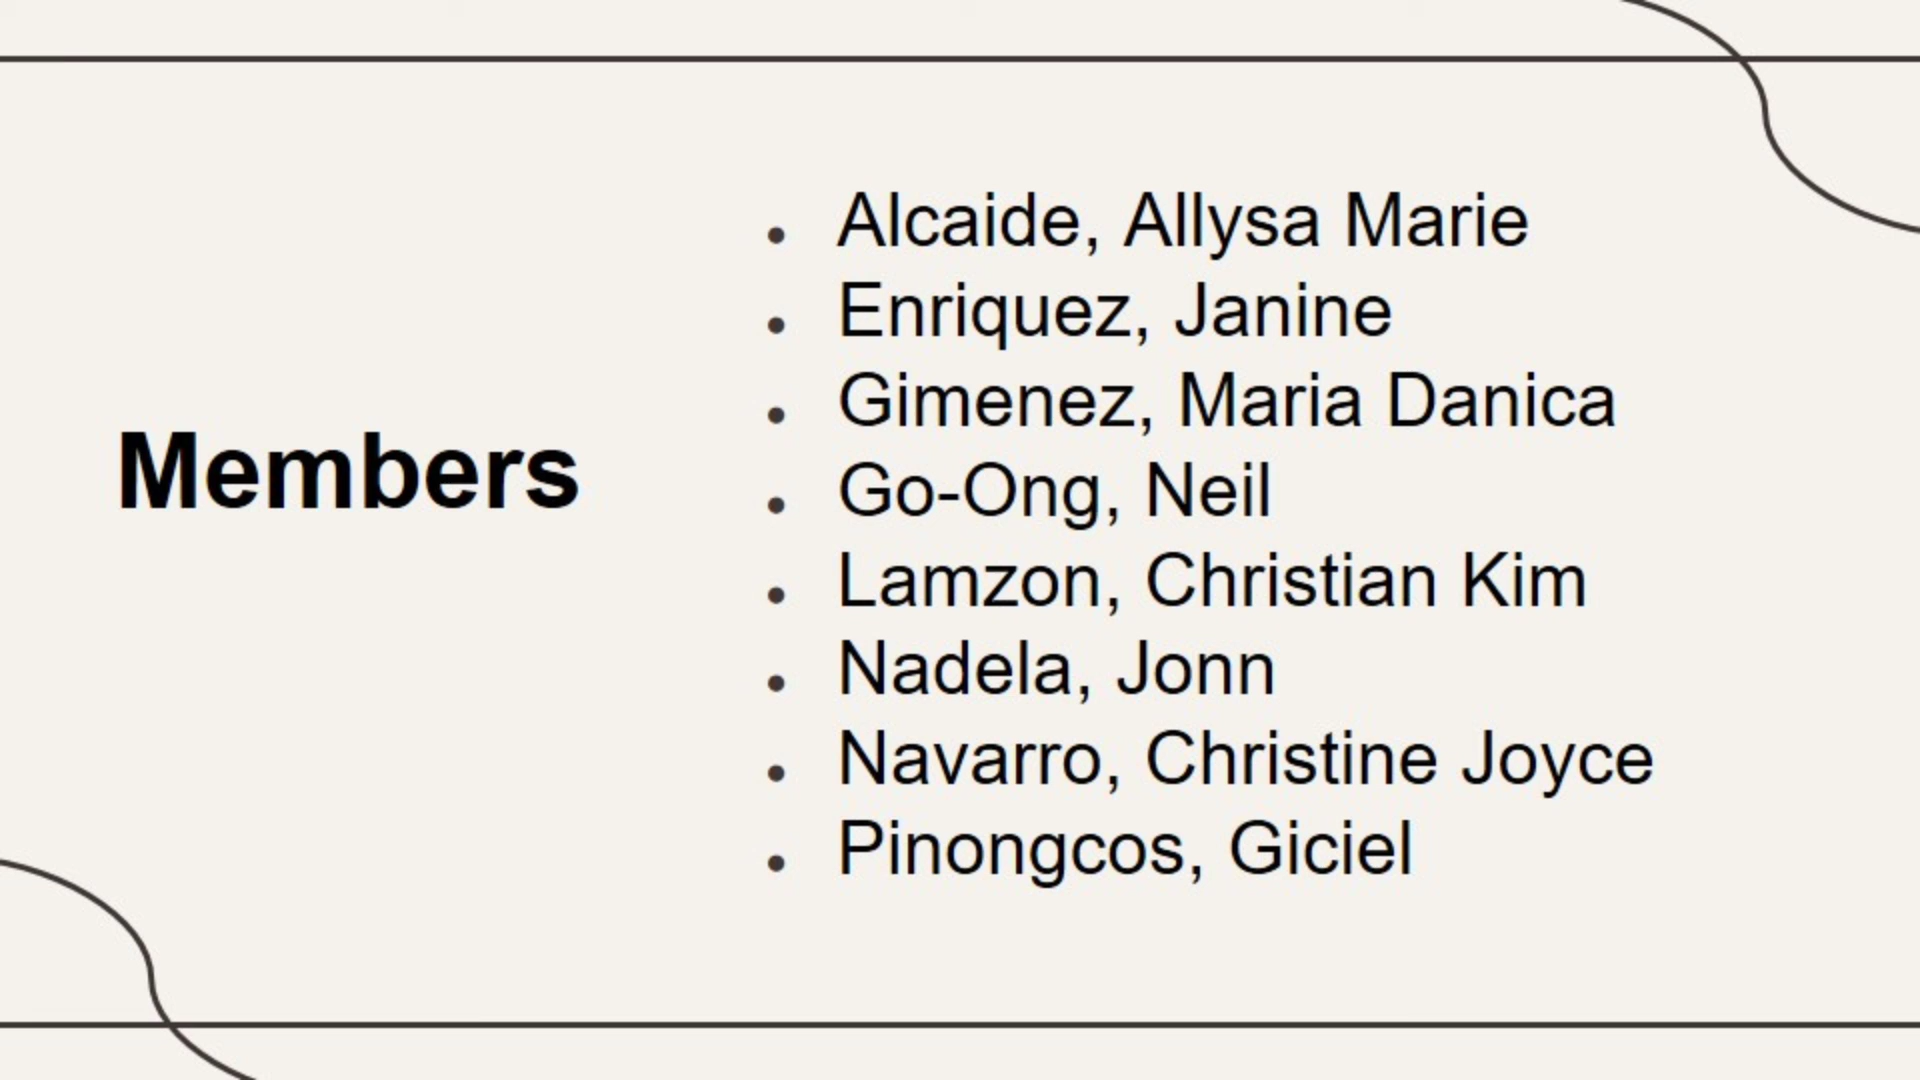 Members
Alcaide, Allysa Marie
Enriquez, Janine
Gimenez, Maria Danica
Go-Ong, Neil
Lamzon, Christian Kim
Nadela, Jonn
Navarro, Christine Joyce
Pinongcos, Giciel